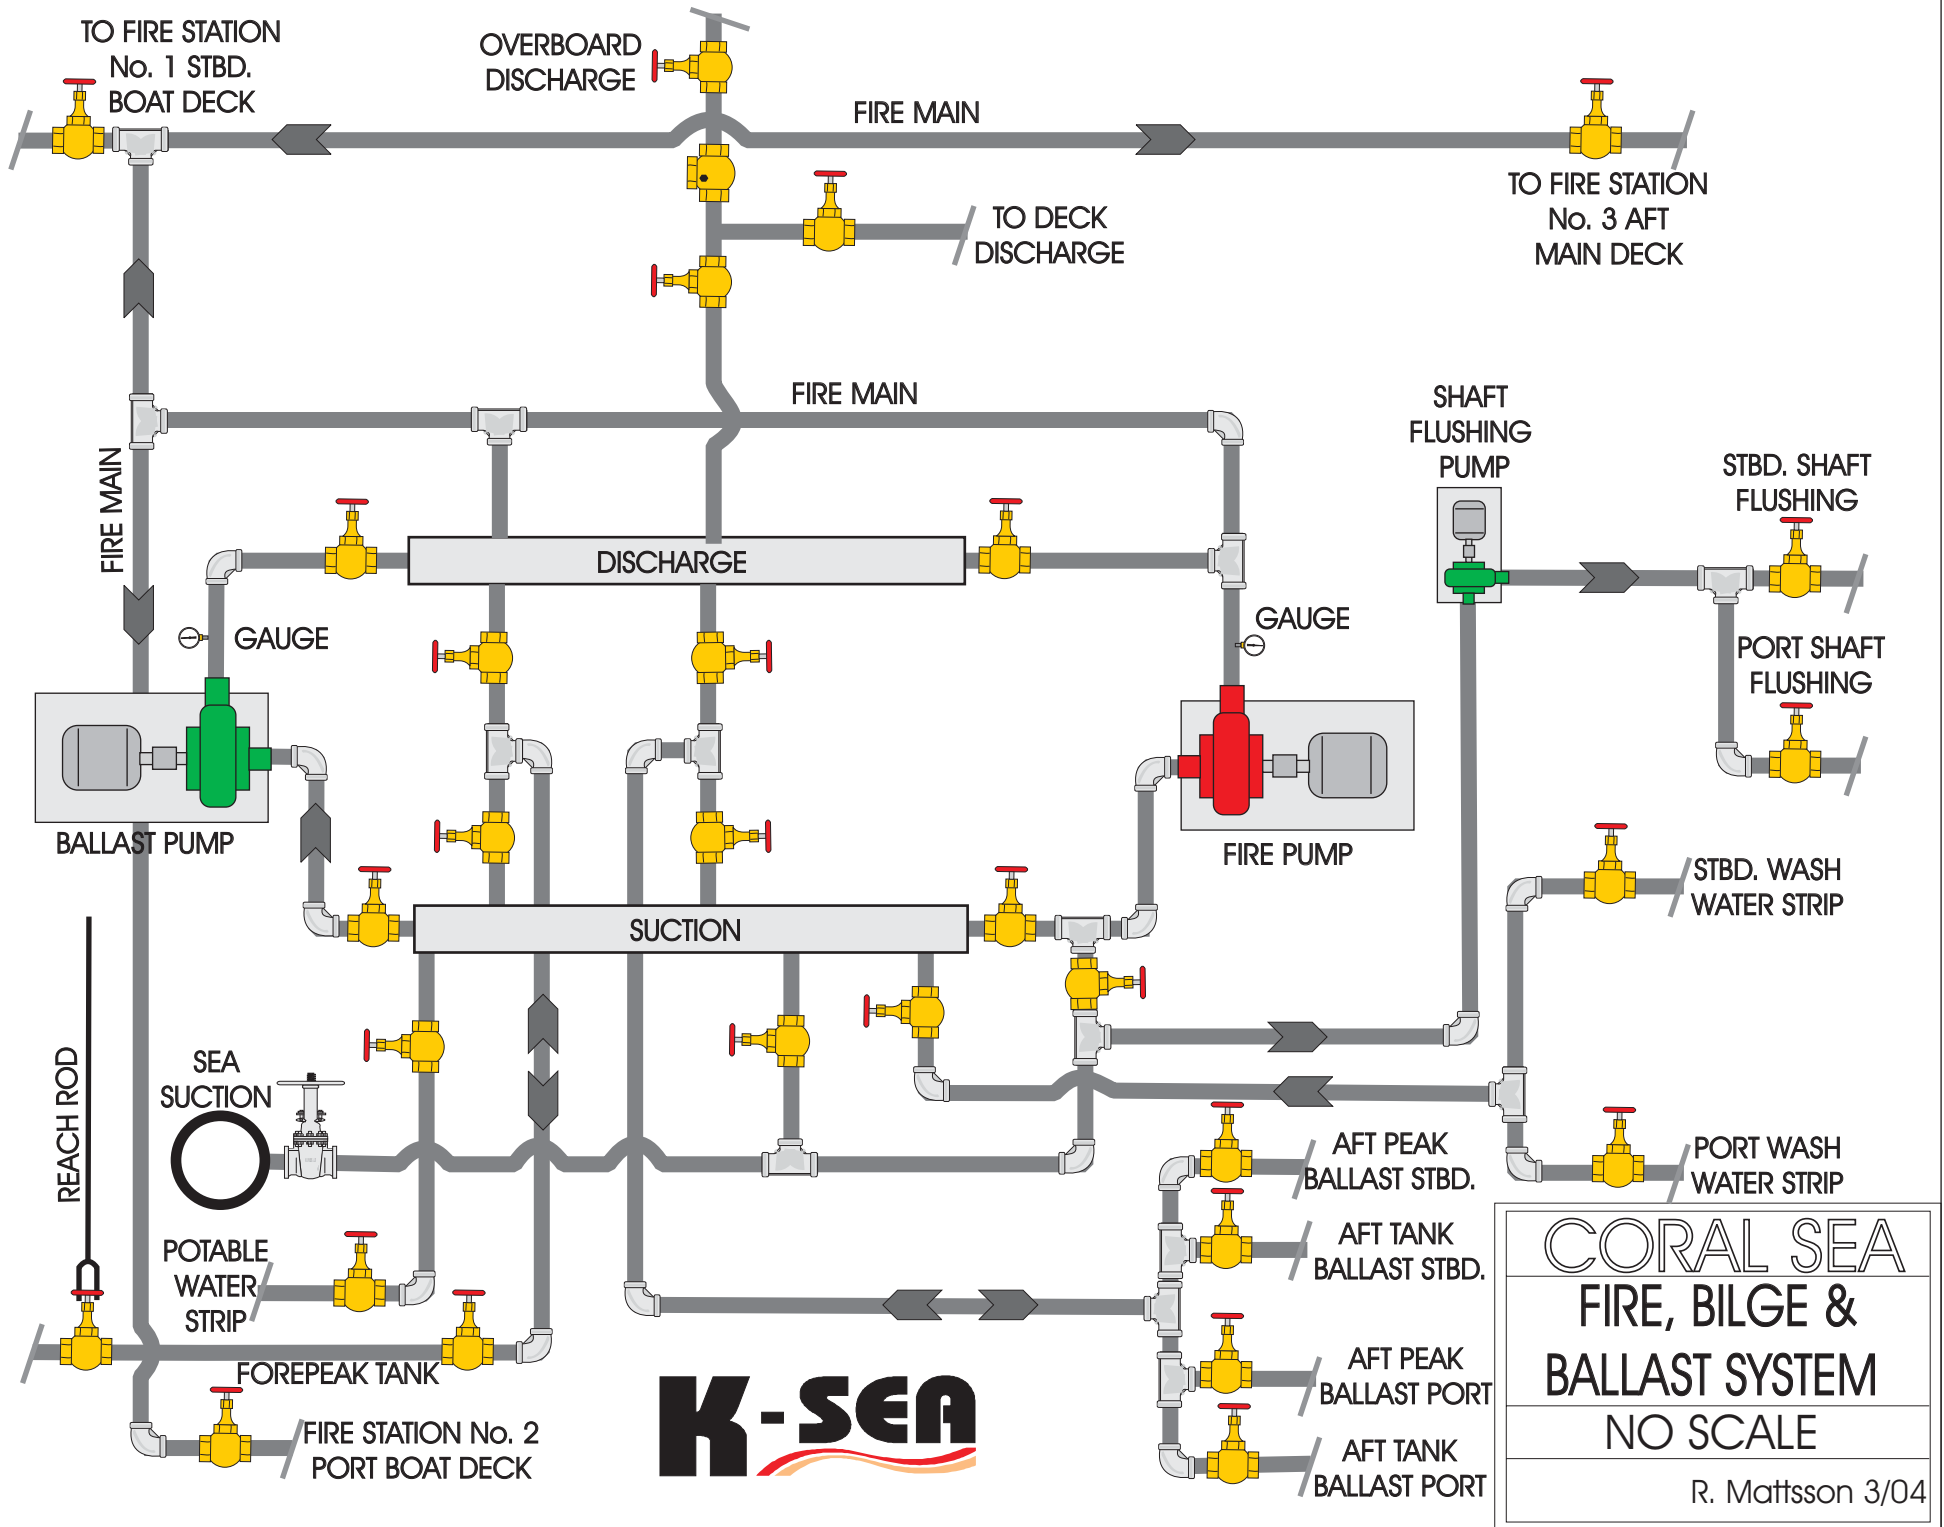 TO FIRE STATION
No. 1 STBD.
BOAT DECK
OVERBOARD
DISCHARGE
FIRE MAIN
TO FIRE STATION
No. 3 AFT
MAIN DECK
TO DECK
DISCHARGE
FIRE MAIN
SHAFT
FLUSHING
PUMP
STBD. SHAFT
FLUSHING
FIRE MAIN
DISCHARGE
GAUGE
GAUGE
PORT SHAFT
FLUSHING
BALLAST PUMP
FIRE PUMP
STBD. WASH
WATER STRIP
SUCTION
REACH ROD
SEA
SUCTION
AFT PEAK
BALLAST STBD.
PORT WASH
WATER STRIP
POTABLE
WATER
STRIP
AFT TANK
BALLAST STBD.
FOREPEAK TANK
AFT PEAK
BALLAST PORT
FIRE STATION No. 2
PORT BOAT DECK
K-SEA
AFT TANK
BALLAST PORT
CORAL SEA
FIRE, BILGE &
BALLAST SYSTEM
NO SCALE
R. Mattsson 3/04